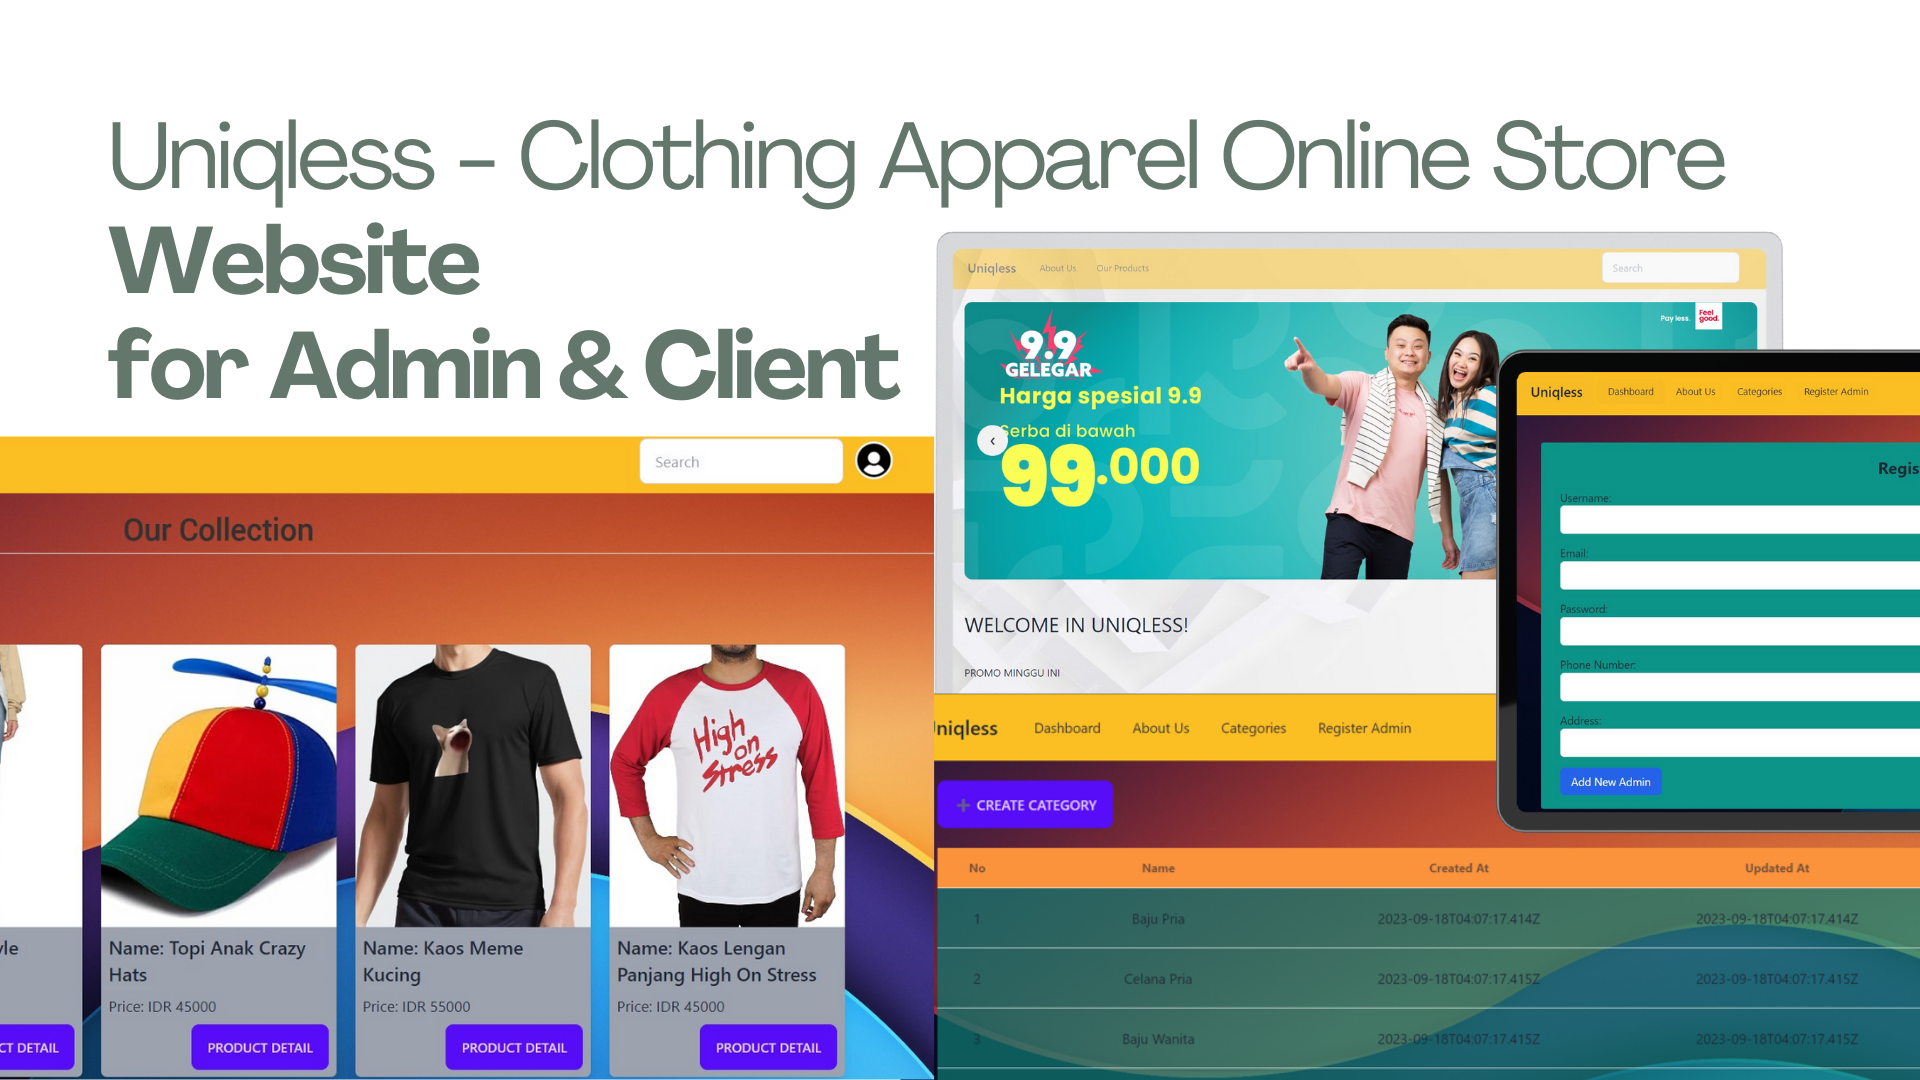 Uniqless - Clothing Apparel Online Store
Website
for Admin & Client
Search
Our Collection
Name: Topi Anak Crazy
Hats
Price: IDR 45000
PRODUCT DETAIL
Name: Kaos Meme
Kucing
Price: IDR 55000
PRODUCT DETAIL
High
on
Stress
Name: Kaos Lengan
Panjang High On Stress
Price: IDR 45000
PRODUCT DETAIL
Uniqless About Us Our Products Search
9.9
GELEGAR
Harga spesial 9.9
Serba di bawah
99.000
Pay less. Feel
good.
WELCOME IN UNIQLESS!
PROMO MINGGU INI
Uniqless Dashboard About Us Categories Register Admin
Username:
Email:
Password:
Phone Number:
Address:
Add New Admin
niqless Dashboard About Us Categories Register Admin
+ CREATE CATEGORY
No Name Created At Updated At
1 Baju Pria 2023-09-18T04:07:17.414Z 2023-09-18T04:07:17.414Z
2 Celana Pria 2023-09-18T04:07:17.415Z 2023-09-18T04:07:17.415Z
3 Baju Wanita 2023-09-18T04:07:17.415Z 2023-09-18T04:07:17.415Z